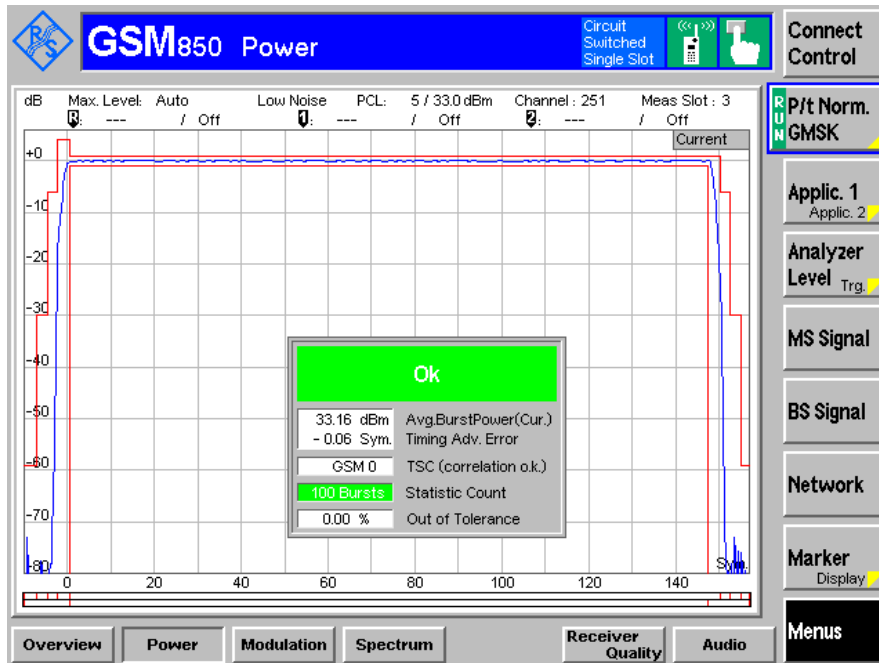 R&S
GSM850 Power
Circuit
Switched
Single Slot
Connect
Control
dB Max. Level: Auto Low Noise PCL: 5 / 33.0 dBm Channel : 251 Meas Slot : 3
R: --- / Off 1: --- / Off 2: --- / Off
Current
RUN
P/t Norm.
GMSK
Applic. 1
Applic. 2
Analyzer
Level Trg.
MS Signal
BS Signal
Network
Marker
Display
Menus
+0
-10
-20
-30
-40
-50
-60
-70
-80
Ok
33.16 dBm Avg.BurstPower(Cur.)
- 0.06 Sym. Timing Adv. Error
GSM 0 TSC (correlation o.k.)
100 Bursts Statistic Count
0.00 % Out of Tolerance
Sym.
0 20 40 60 80 100 120 140
Overview Power Modulation Spectrum Receiver Quality Audio